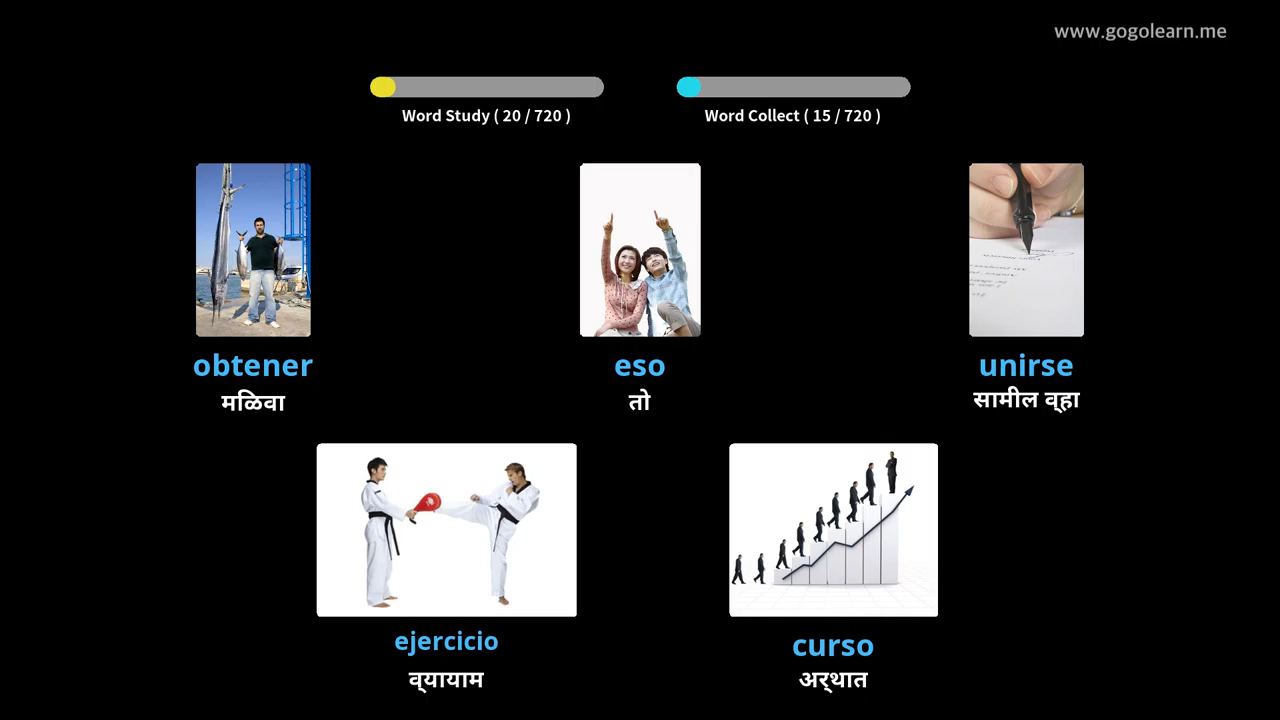 www.gogolearn.me
Word Study ( 20 / 720 )
Word Collect ( 15 / 720 )
obtener
मळिवा
eso
तो
unirse
सामील व्‌हा
ejercicio
व्‌यायाम
curso
अर्‌थात